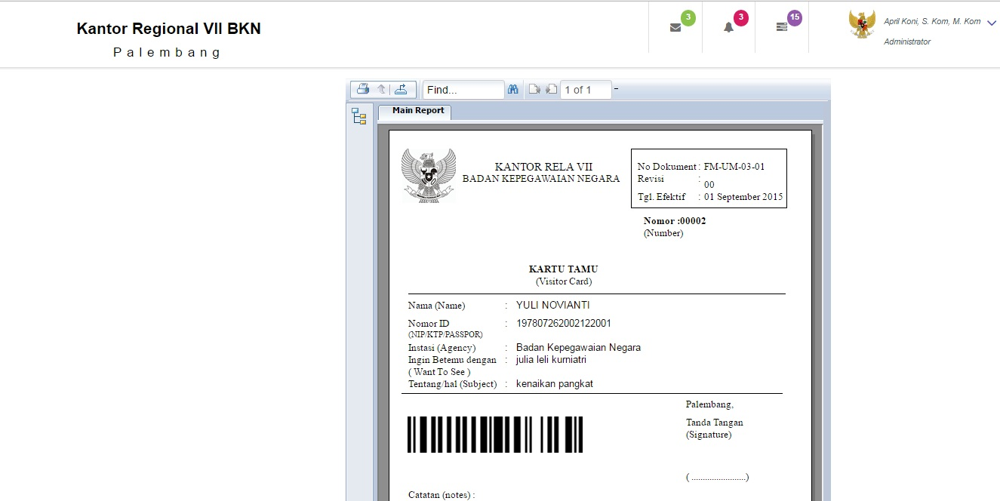 Kantor Regional VII BKN
Palembang
3
3
15
April Koni, S. Kom, M. Kom
Administrator
Find...
1 of 1
Main Report
KANTOR RELA VII
BADAN KEPEGAWAIAN NEGARA
No Dokument : FM-UM-03-01
Revisi : 00
Tgl. Efektif : 01 September 2015
Nomor :00002
(Number)
KARTU TAMU
(Visitor Card)
Nama (Name) : YULI NOVIANTI
Nomor ID : 197807262002122001
(NIP/KTP/PASSPOR)
Instasi (Agency) : Badan Kepegawaian Negara
Ingin Betemu dengan : julia leli kurniatri
( Want To See )
Tentang/hal (Subject) : kenaikan pangkat
Palembang,
Tanda Tangan
(Signature)
( ........................)
Catatan (notes) :